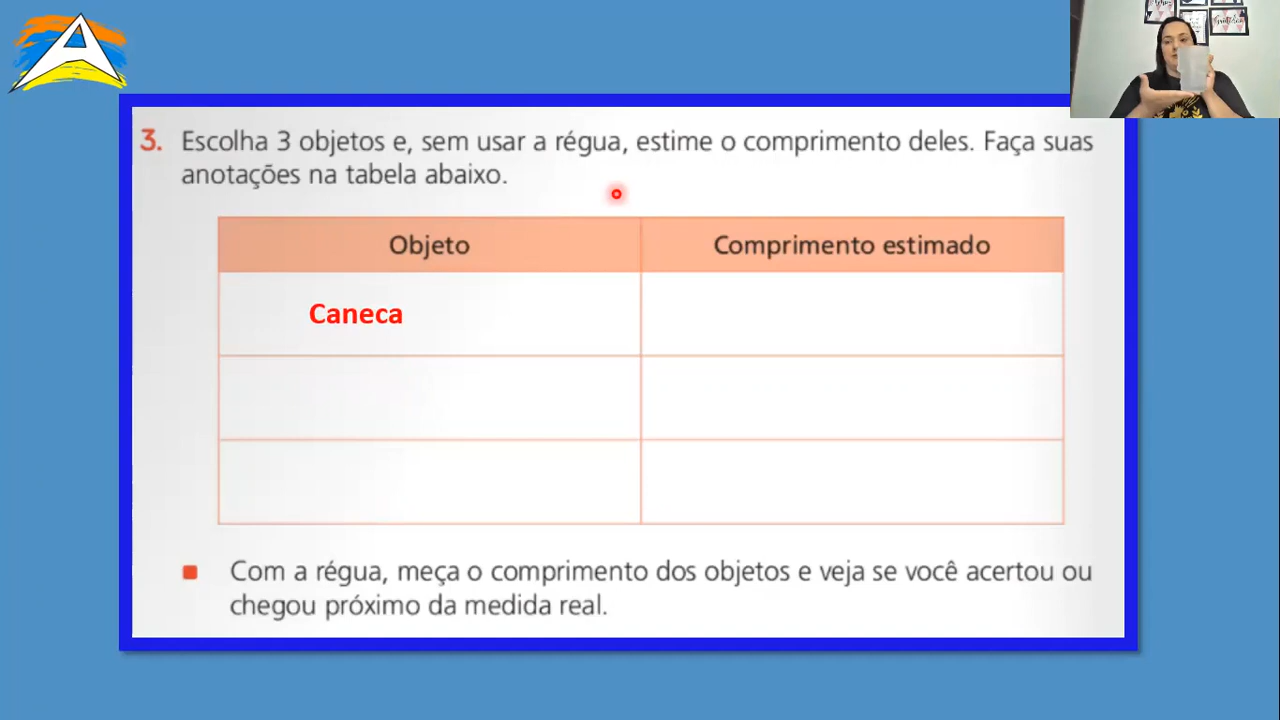 3. Escolha 3 objetos e, sem usar a régua, estime o comprimento deles. Faça suas
anotações na tabela abaixo.
Objeto Comprimento estimado
Caneca
Com a régua, meça o comprimento dos objetos e veja se você acertou ou
chegou próximo da medida real.